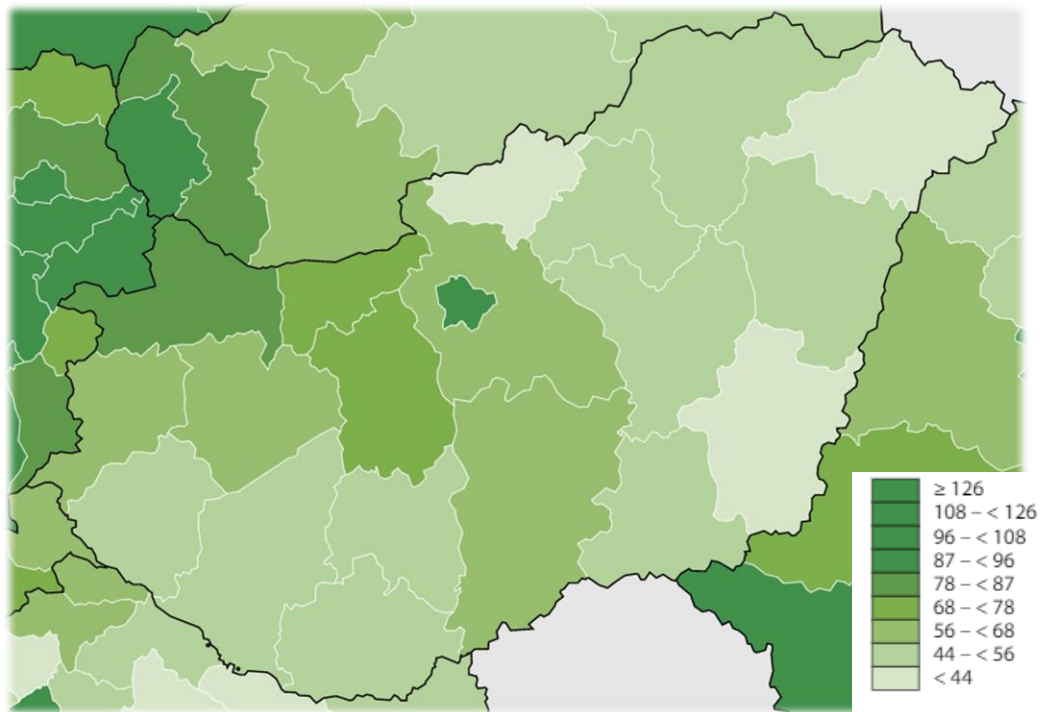 ≥ 126
108 – < 126
96 – < 108
87 – < 96
78 – < 87
68 – < 78
56 – < 68
44 – < 56
< 44